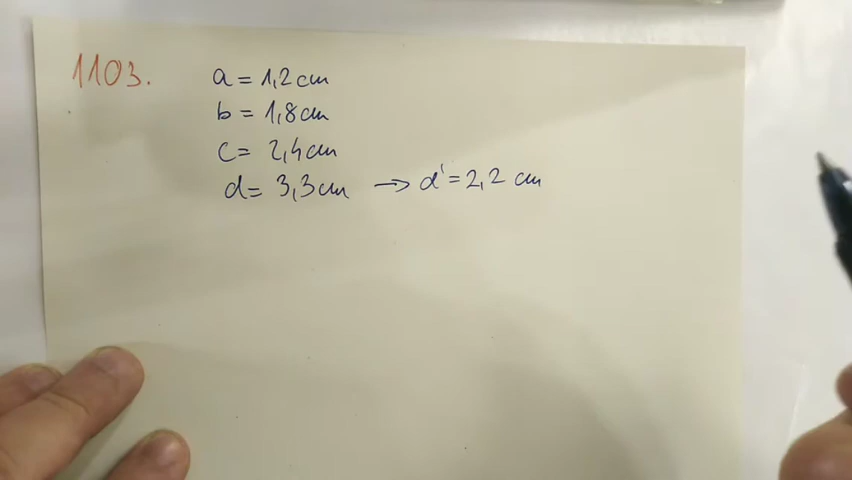 1103.
a = 1,2 cm
b = 1,8 cm
c = 2,4 cm
d = 3,3 cm → d' = 2,2 cm